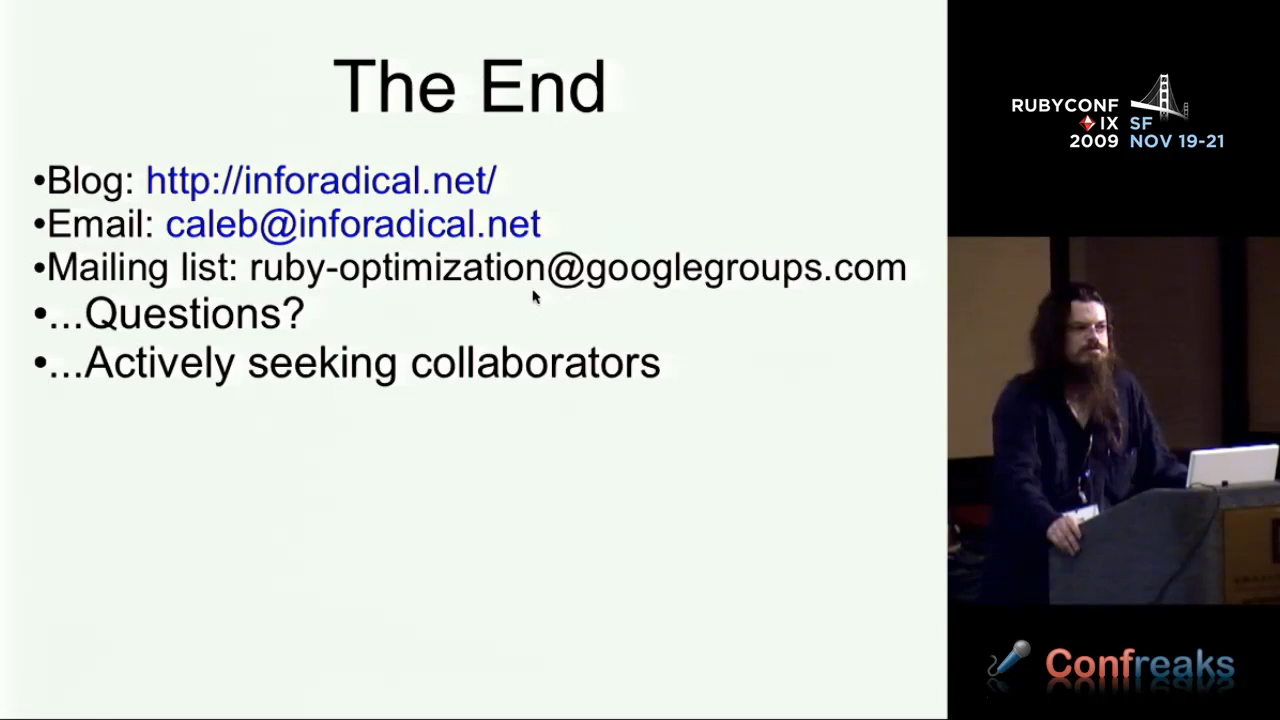 The End
•Blog: http://inforadical.net/
•Email: caleb@inforadical.net
•Mailing list: ruby-optimization@googlegroups.com
•...Questions?
•...Actively seeking collaborators
RUBYCONF
IX SF
2009 NOV 19-21
Confreaks